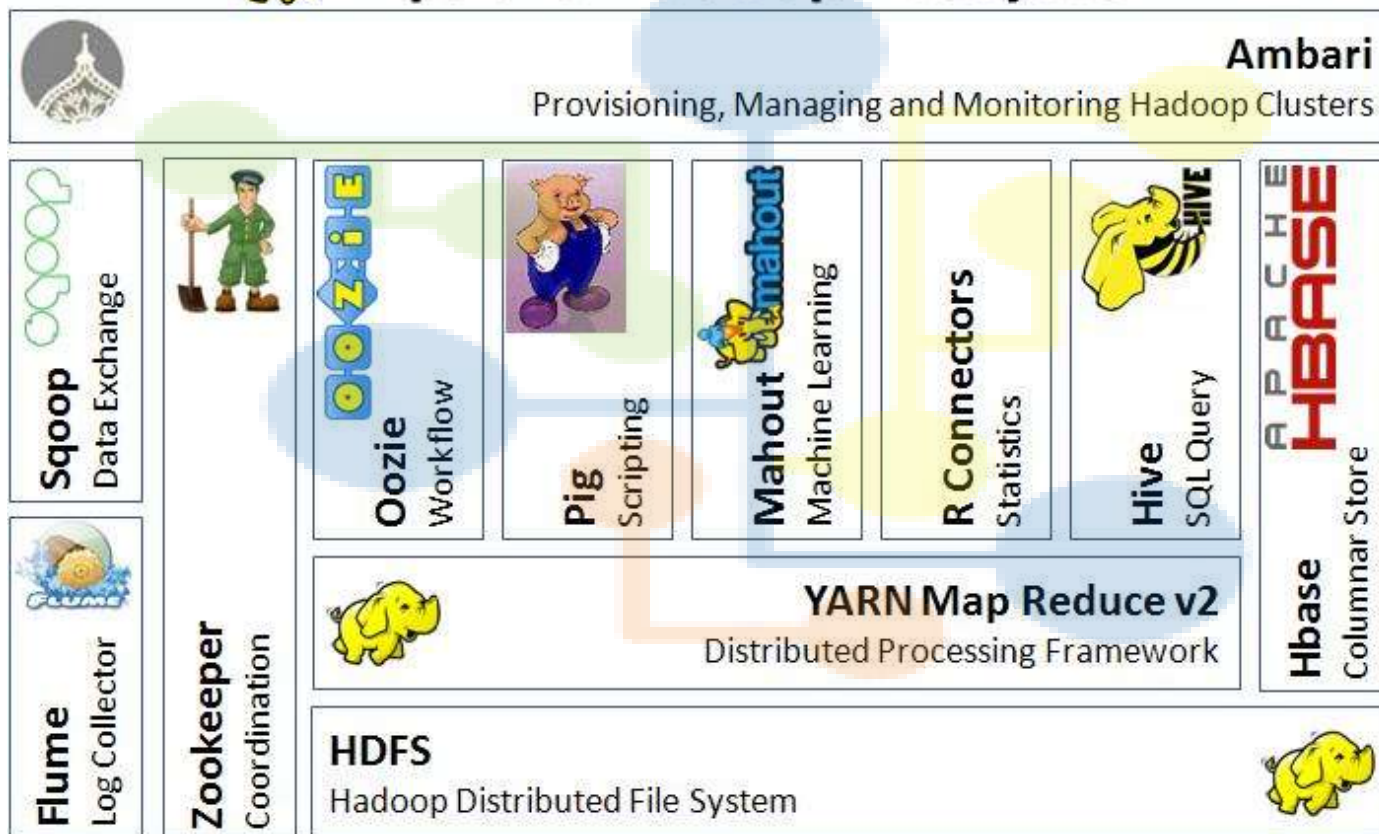 Ambari
Provisioning, Managing and Monitoring Hadoop Clusters
sqoop
Sqoop
Data Exchange
Zookeeper
Coordination
OOZiE
Oozie
Workflow
Pig
Scripting
mahout
Mahout
Machine Learning
R Connectors
Statistics
HIVE
Hive
SQL Query
APACHE
HBASE
Hbase
Columnar Store
FLUME
Flume
Log Collector
YARN Map Reduce v2
Distributed Processing Framework
HDFS
Hadoop Distributed File System